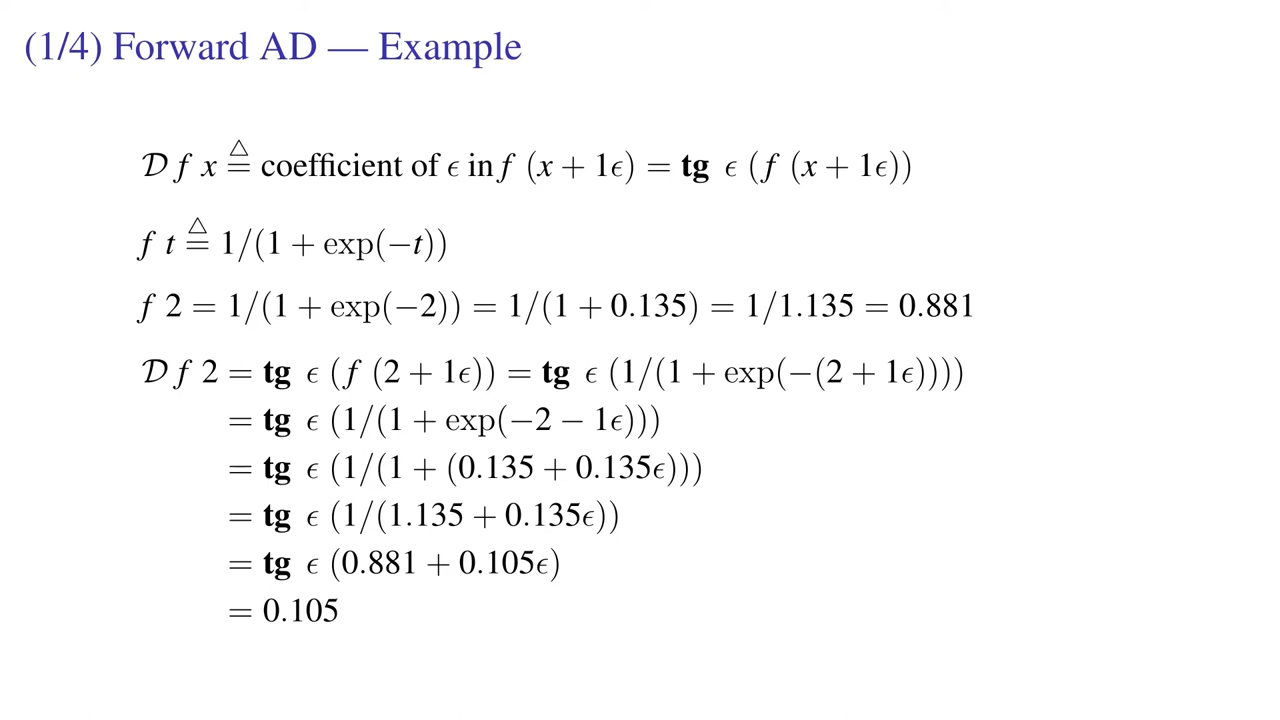 (1/4) Forward AD — Example
𝒟 f x ≜ coefficient of ϵ in f (x + 1ϵ) = tg ϵ (f (x + 1ϵ))
f t ≜ 1/(1 + exp(−t))
f 2 = 1/(1 + exp(−2)) = 1/(1 + 0.135) = 1/1.135 = 0.881
𝒟 f 2 = tg ϵ (f (2 + 1ϵ)) = tg ϵ (1/(1 + exp(−(2 + 1ϵ))))
= tg ϵ (1/(1 + exp(−2 − 1ϵ)))
= tg ϵ (1/(1 + (0.135 + 0.135ϵ)))
= tg ϵ (1/(1.135 + 0.135ϵ))
= tg ϵ (0.881 + 0.105ϵ)
= 0.105